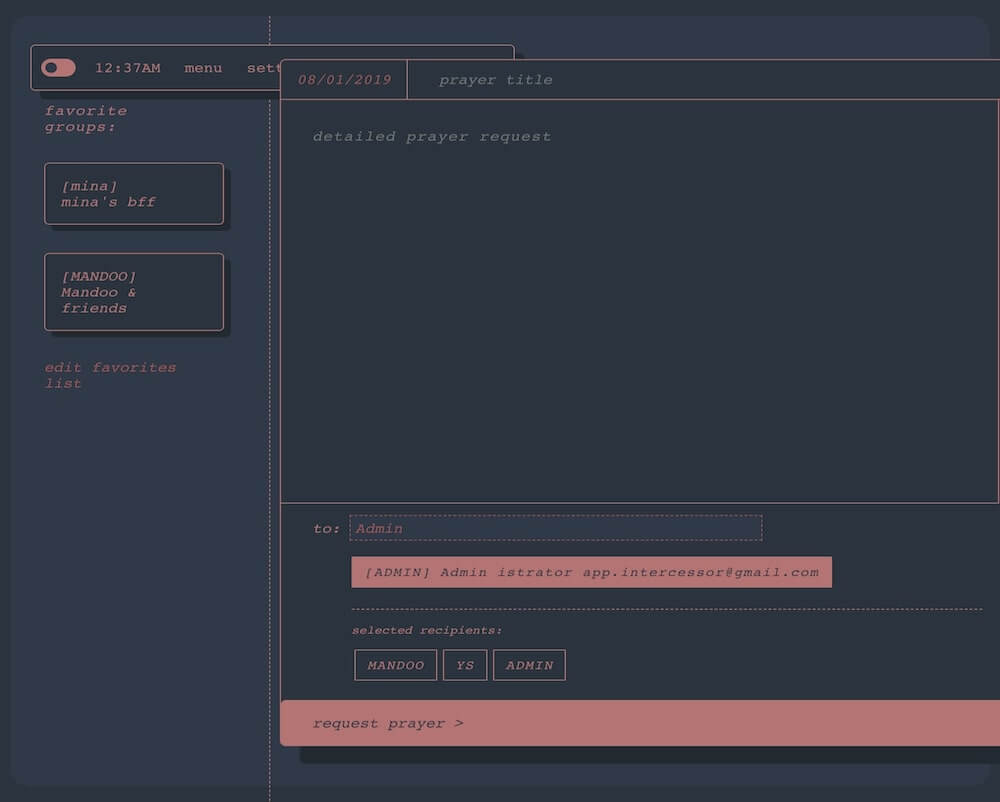 12:37AM menu sett
08/01/2019 prayer title
favorite
groups:
[mina]
mina's bff
[MANDOO]
Mandoo &
friends
edit favorites
list
detailed prayer request
to: Admin
[ADMIN] Admin istrator app.intercessor@gmail.com
selected recipients:
MANDOO YS ADMIN
request prayer >